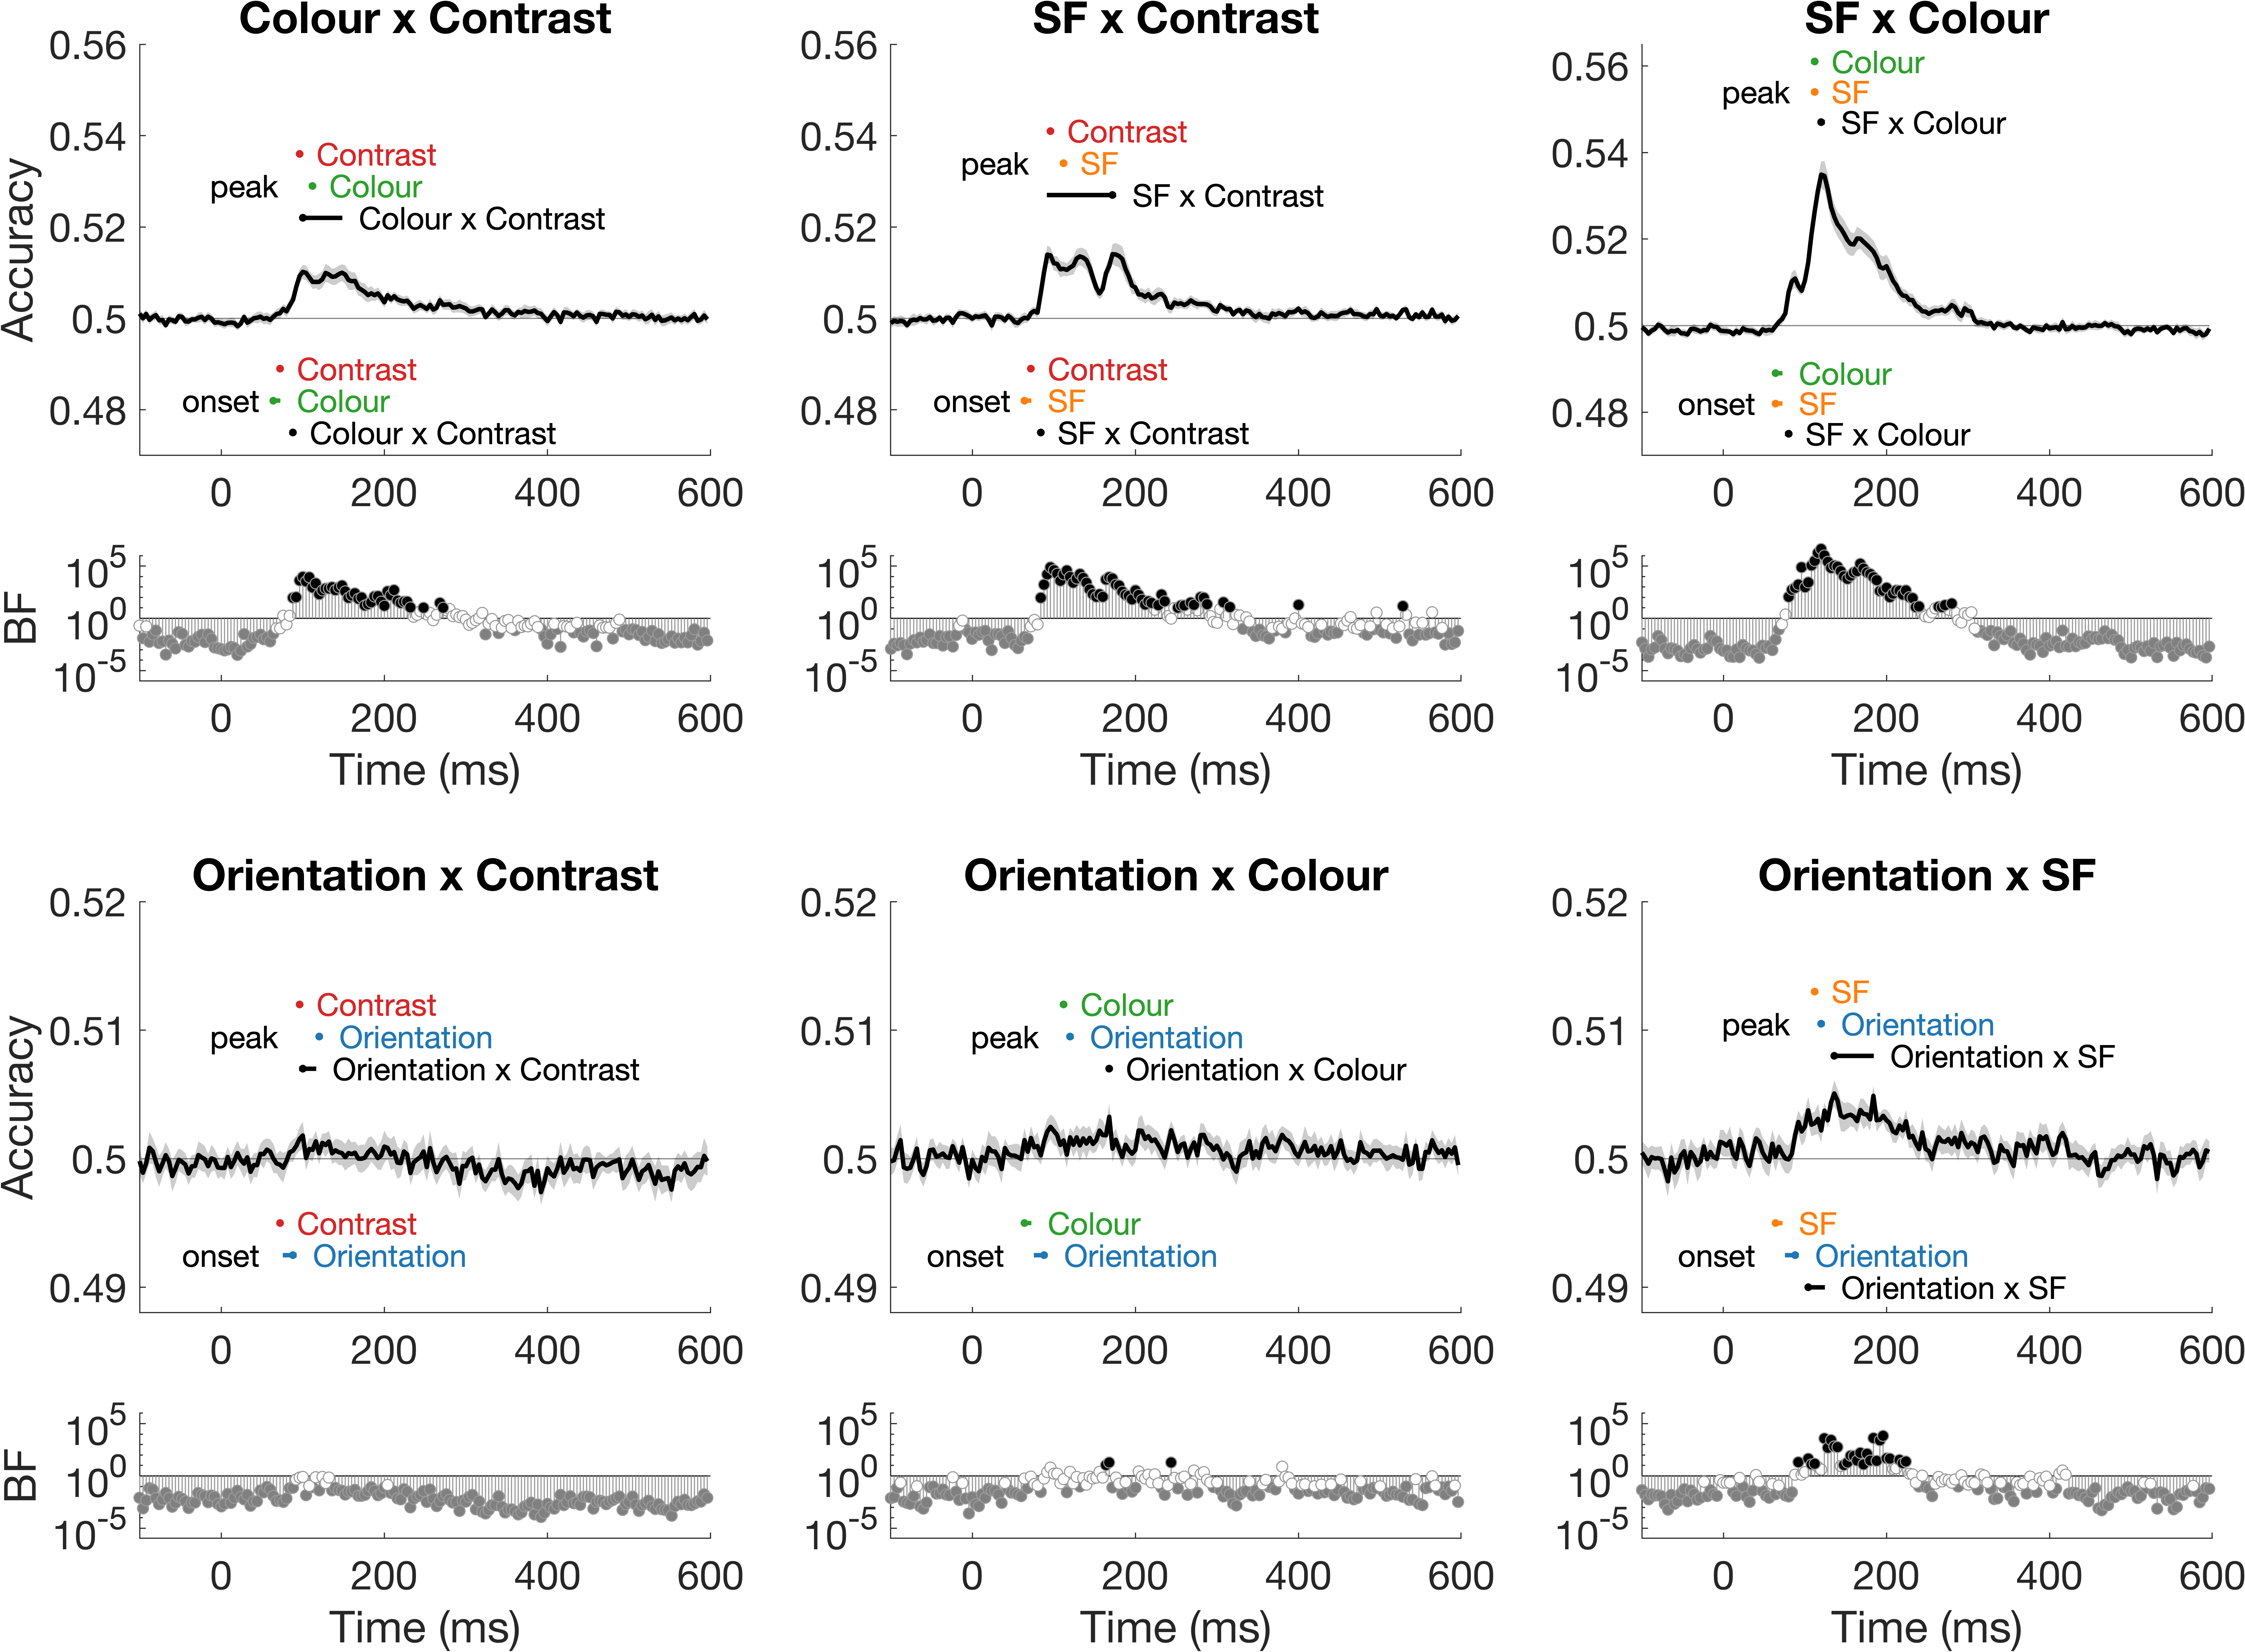 Colour x Contrast
SF x Contrast
SF x Colour
Accuracy
0.56
0.54
0.52
0.5
0.48
peak
Contrast
Colour
Colour x Contrast
onset
Contrast
Colour
Colour x Contrast
0 200 400 600
0.56
0.54
0.52
0.5
0.48
peak
Contrast
SF
SF x Contrast
onset
Contrast
SF
SF x Contrast
0 200 400 600
0.56
0.54
0.52
0.5
0.48
peak
Colour
SF
SF x Colour
onset
Colour
SF
SF x Colour
0 200 400 600
BF
10^5
10^0
10^-5
0 200 400 600
Time (ms)
10^5
10^0
10^-5
0 200 400 600
Time (ms)
10^5
10^0
10^-5
0 200 400 600
Time (ms)
Orientation x Contrast
Orientation x Colour
Orientation x SF
Accuracy
0.52
0.51
0.5
0.49
peak
Contrast
Orientation
Orientation x Contrast
onset
Contrast
Orientation
0 200 400 600
0.52
0.51
0.5
0.49
peak
Colour
Orientation
Orientation x Colour
onset
Colour
Orientation
0 200 400 600
0.52
0.51
0.5
0.49
peak
SF
Orientation
Orientation x SF
onset
SF
Orientation
Orientation x SF
0 200 400 600
BF
10^5
10^0
10^-5
0 200 400 600
Time (ms)
10^5
10^0
10^-5
0 200 400 600
Time (ms)
10^5
10^0
10^-5
0 200 400 600
Time (ms)